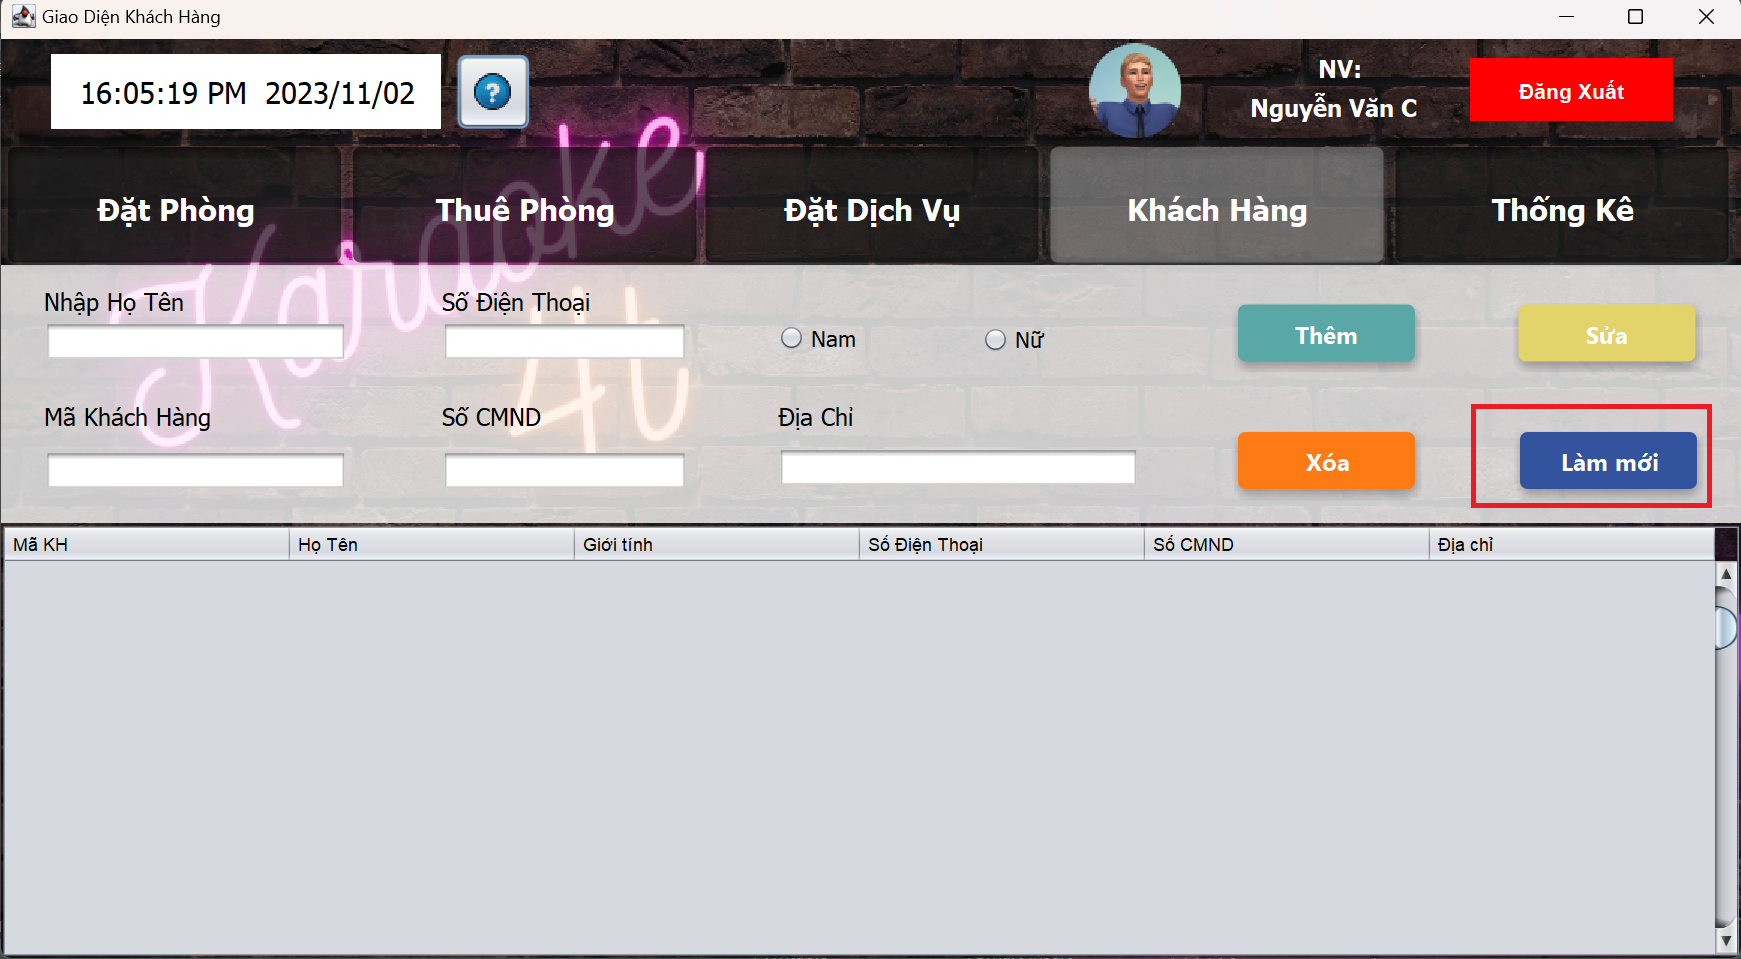 Giao Diện Khách Hàng
16:05:19 PM 2023/11/02
?
NV:
Nguyễn Văn C
Đăng Xuất
Karaoke
4U
Đặt Phòng
Thuê Phòng
Đặt Dịch Vụ
Khách Hàng
Thống Kê
Nhập Họ Tên
Số Điện Thoại
Nam
Nữ
Thêm
Sửa
Mã Khách Hàng
Số CMND
Địa Chỉ
Xóa
Làm mới
Mã KH
Họ Tên
Giới tính
Số Điện Thoại
Số CMND
Địa chỉ